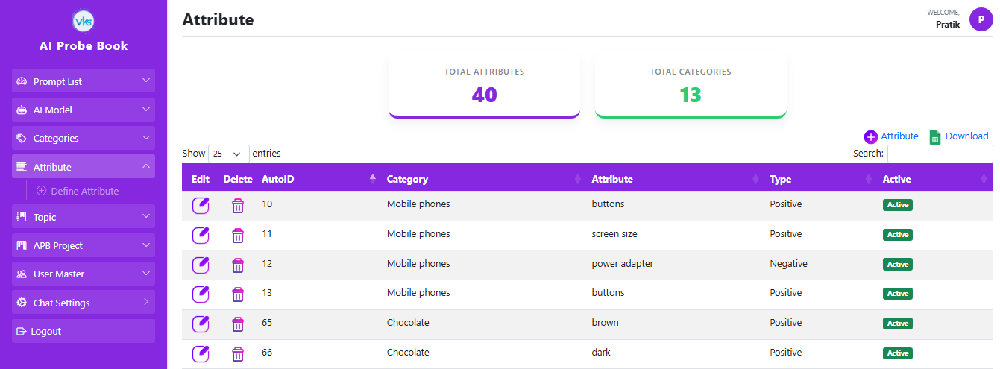 vks
AI Probe Book
Prompt List
AI Model
Categories
Attribute
Define Attribute
Topic
APB Project
User Master
Chat Settings
Logout
Attribute
WELCOME,
Pratik
P
TOTAL ATTRIBUTES
40
TOTAL CATEGORIES
13
Attribute Download
Show 25 entries Search:
Edit Delete AutoID Category Attribute Type Active
10 Mobile phones buttons Positive Active
11 Mobile phones screen size Positive Active
12 Mobile phones power adapter Negative Active
13 Mobile phones buttons Positive Active
65 Chocolate brown Positive Active
66 Chocolate dark Positive Active